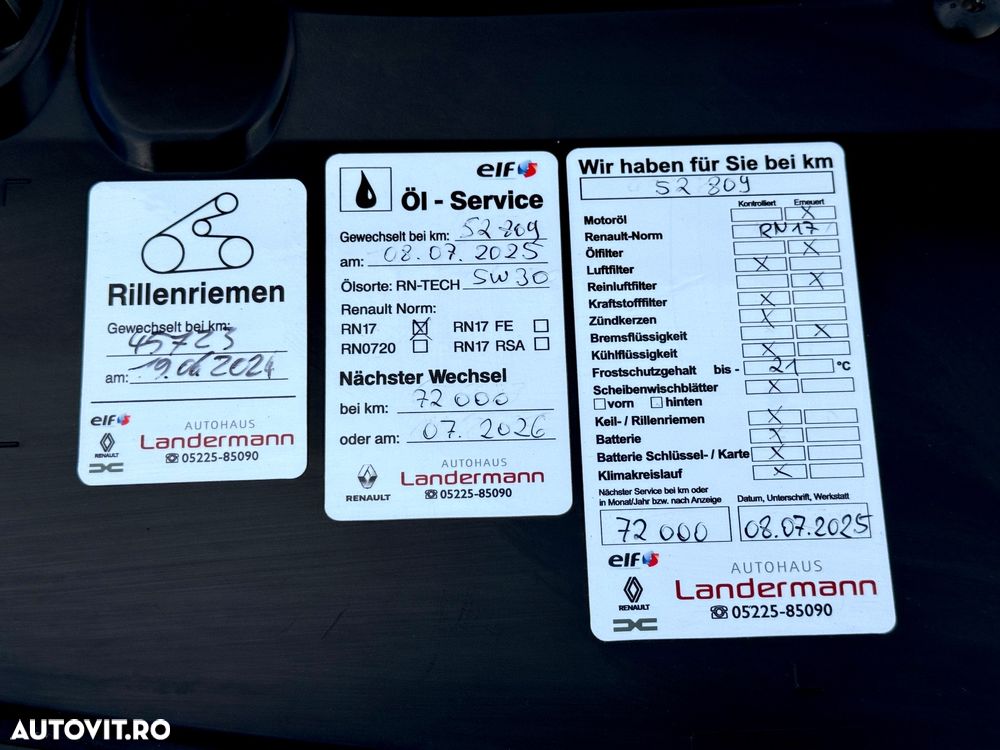 Rillenriemen
Gewechselt bei km:
45723
am: 19.06.2024
elf
AUTOHAUS
Landermann
RENAULT
05225-85090
elf
Öl - Service
Gewechselt bei km: 52 809
am: 08.07.2025
Ölsorte: RN-TECH 5W30
Renault Norm:
RN17 X RN17 FE
RN0720 RN17 RSA
Nächster Wechsel
bei km: 72 000
oder am: 07. 2026
AUTOHAUS
Landermann
RENAULT
05225-85090
Wir haben für Sie bei km
52 809
Kontrolliert Erneuert
Motoröl X
Renault-Norm RN17
Ölfilter X
Luftfilter X
Reinluftfilter X
Kraftstofffilter X
Zündkerzen X
Bremsflüssigkeit X
Kühlflüssigkeit X
Frostschutzgehalt bis - 21 °C
Scheibenwischblätter X
vorn hinten
Keil- / Rillenriemen X
Batterie X
Batterie Schlüssel- / Karte X
Klimakreislauf X
Nächster Service bei km oder
in Monat/Jahr bzw. nach Anzeige
Datum, Unterschrift, Werkstatt
72 000
08.07.2025
elf
AUTOHAUS
Landermann
RENAULT
05225-85090
AUTOVIT.RO